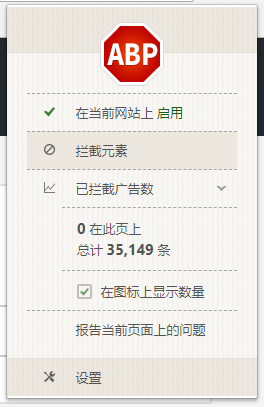 ABP
在当前网站上 启用
拦截元素
已拦截广告数
0 在此页上
总计 35,149 条
在图标上显示数量
报告当前页面上的问题
设置